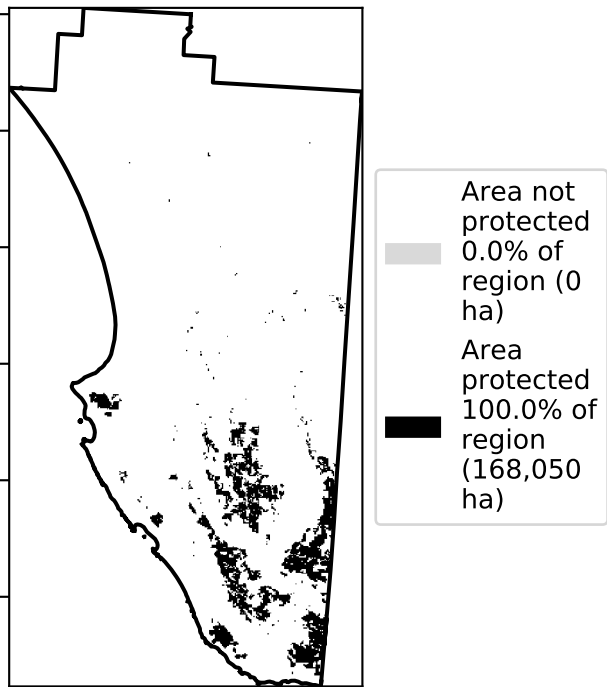 Area not
protected
0.0% of
region (0
ha)
Area
protected
100.0% of
region
(168,050
ha)